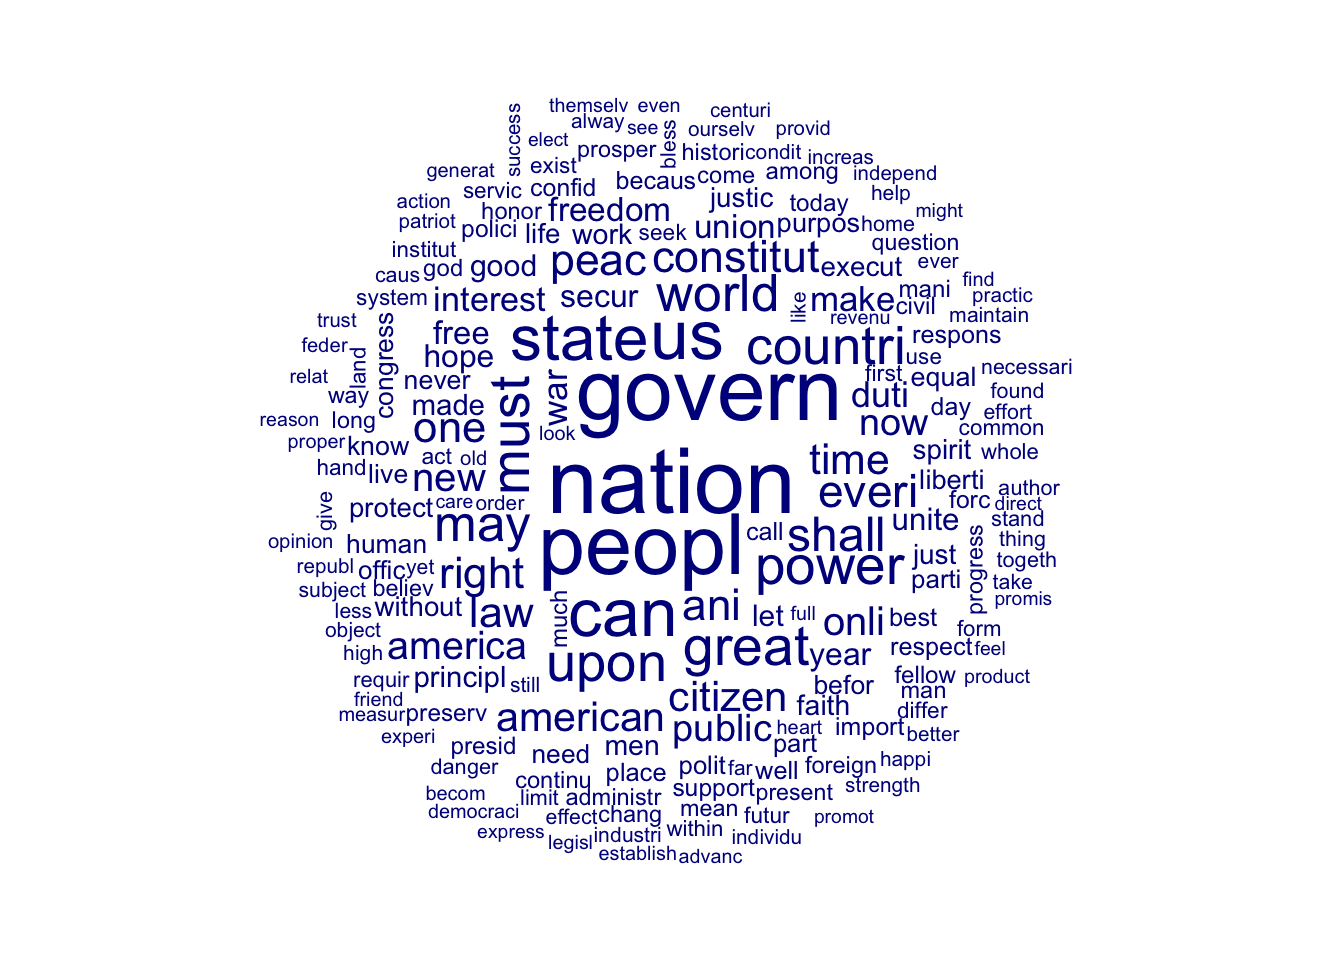 themselv even centuri
success alway see bless ourselv provid
elect prosper histori condit increas
generat exist becaus come among independ
servic confid justic today help
action honor freedom union purpos home might
patriot polici life work seek question
institut peac constitut execut ever
caus god good world make mani find
system interest secur like revenu civil practic
trust congress free state us countri respons maintain
feder land hope use necessari
relat never must war govern first equal found
way made duti day effort
reason long one look now common
proper know act old time spirit whole
hand live new nation everi liberti author
give protect care order forc direct
opinion human may peopl call shall unite stand
republ offic yet right power just progress thing
subject believ parti togeth
less without law much can ani let full onli best take promis
object america great year respect form
high upon feel
requir principl still befor fellow product
friend citizen faith man
measur preserv american public heart import differ
experi presid need men part better
danger continu place polit far well foreign happi
becom limit administr support present strength
democraci effect chang mean futur promot
express legisl industri within individu
establish advanc